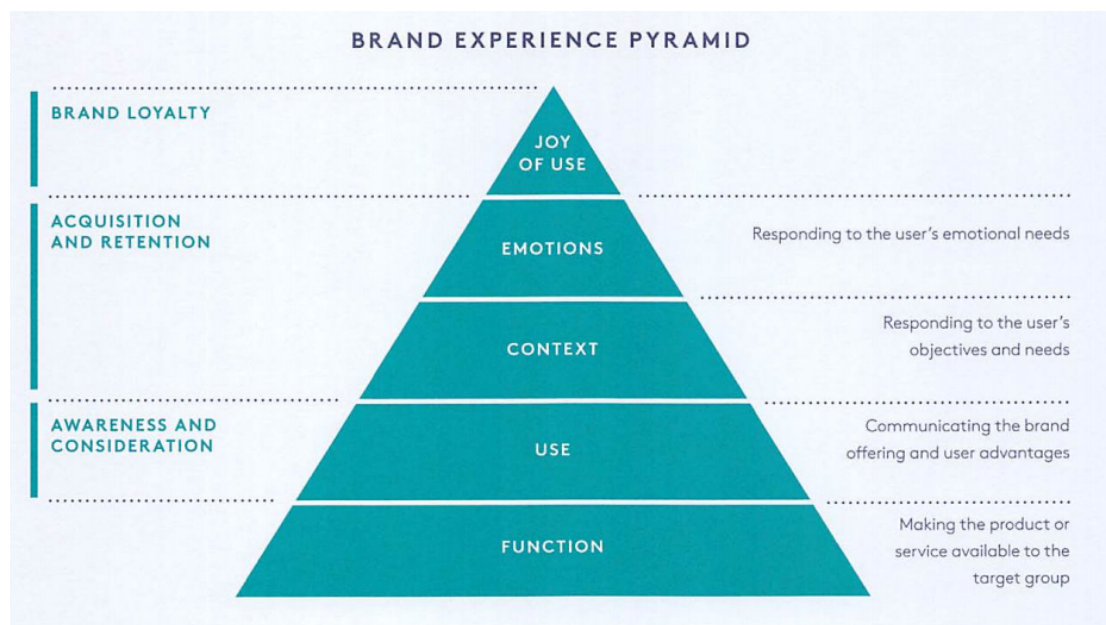 BRAND EXPERIENCE PYRAMID
BRAND LOYALTY
JOY
OF USE
ACQUISITION
AND RETENTION
EMOTIONS
Responding to the user's emotional needs
CONTEXT
Responding to the user's
objectives and needs
AWARENESS AND
CONSIDERATION
USE
Communicating the brand
offering and user advantages
FUNCTION
Making the product or
service available to the
target group